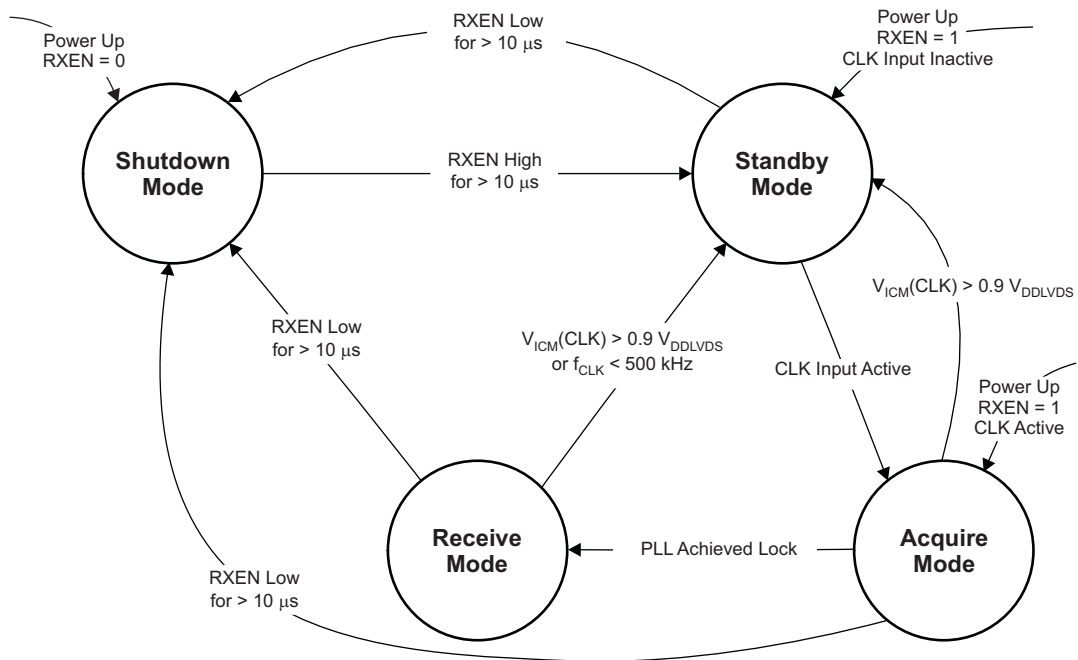 Power Up
RXEN = 0
RXEN Low
for > 10 μs
Power Up
RXEN = 1
CLK Input Inactive
Shutdown
Mode
RXEN High
for > 10 μs
Standby
Mode
RXEN Low
for > 10 μs
V_ICM(CLK) > 0.9 V_DDLVDS
or f_CLK < 500 kHz
V_ICM(CLK) > 0.9 V_DDLVDS
CLK Input Active
Power Up
RXEN = 1
CLK Active
Receive
Mode
PLL Achieved Lock
Acquire
Mode
RXEN Low
for > 10 μs